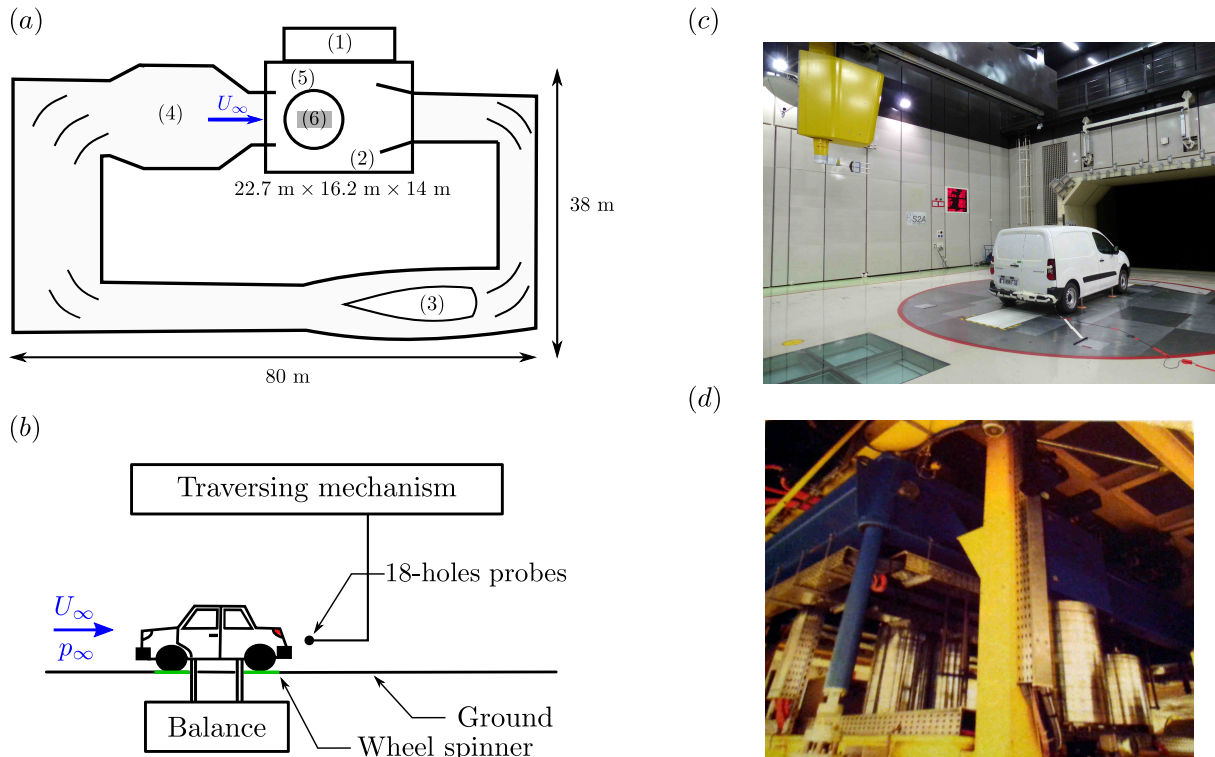 (a)
(1)
(5)
(4)
U∞
(6)
(2)
22.7 m × 16.2 m × 14 m
38 m
(3)
80 m
(b)
Traversing mechanism
18-holes probes
U∞
p∞
Ground
Balance
Wheel spinner
(c)
S2A
(d)